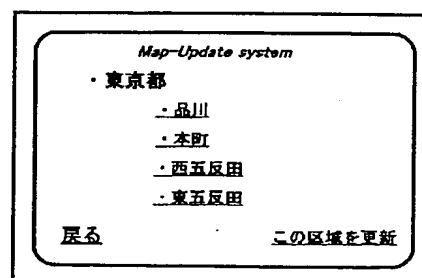 Map-Update system
・東京都
・品川
・本町
・西五反田
・東五反田
戻る
この区域を更新